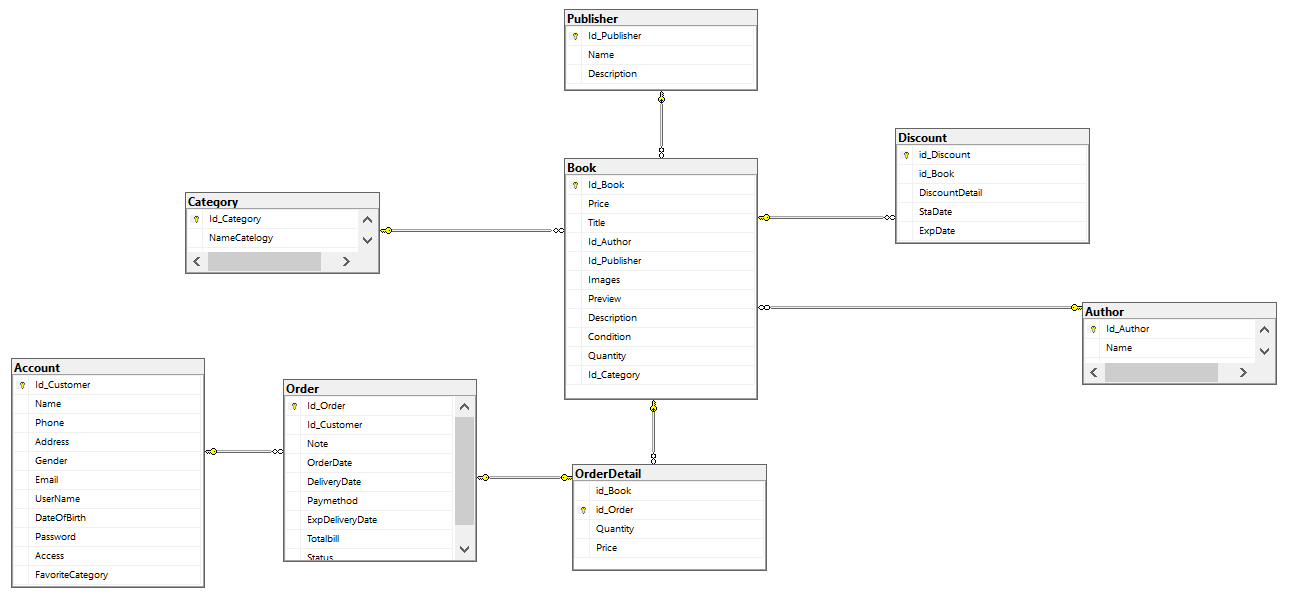 Publisher
Id_Publisher
Name
Description
Discount
id_Discount
id_Book
DiscountDetail
StaDate
ExpDate
Book
Id_Book
Price
Title
Id_Author
Id_Publisher
Images
Preview
Description
Condition
Quantity
Id_Category
Category
Id_Category
NameCatelogy
Author
Id_Author
Name
Account
Id_Customer
Name
Phone
Address
Gender
Email
UserName
DateOfBirth
Password
Access
FavoriteCategory
Order
Id_Order
Id_Customer
Note
OrderDate
DeliveryDate
Paymethod
ExpDeliveryDate
Totalbill
Status
OrderDetail
id_Book
id_Order
Quantity
Price